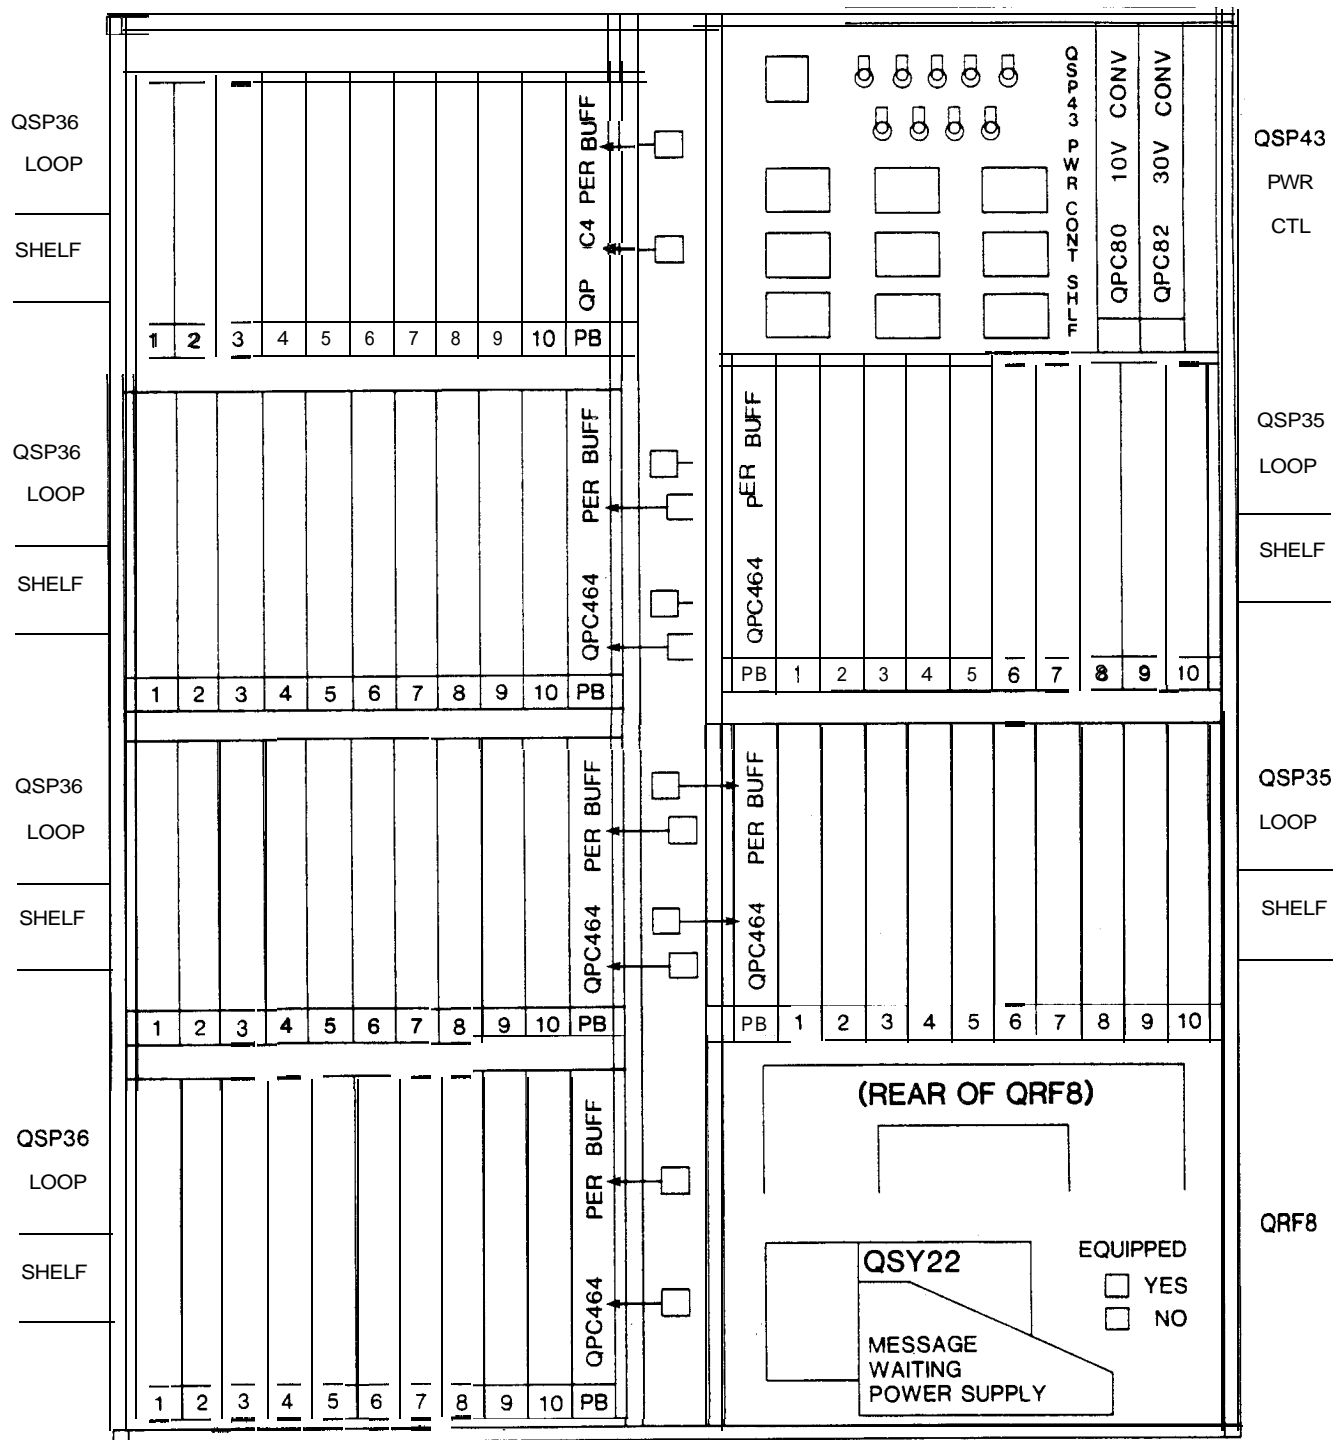 QSP36
LOOP
SHELF
QP C4 PER BUFF
1 2 3 4 5 6 7 8 9 10 PB
QSP36
LOOP
SHELF
QPC464 PER BUFF
1 2 3 4 5 6 7 8 9 10 PB
QSP36
LOOP
SHELF
QPC464 PER BUFF
1 2 3 4 5 6 7 8 9 10 PB
QSP36
LOOP
SHELF
QPC464 PER BUFF
1 2 3 4 5 6 7 8 9 10 PB
QSP43 PWR CONT SHLF
QPC80 10V CONV
QPC82 30V CONV
QSP43
PWR
CTL
QPC464 PER BUFF
PB 1 2 3 4 5 6 7 8 9 10
QSP35
LOOP
SHELF
QPC464 PER BUFF
PB 1 2 3 4 5 6 7 8 9 10
QSP35
LOOP
SHELF
(REAR OF QRF8)
QSY22
MESSAGE
WAITING
POWER SUPPLY
EQUIPPED
YES
NO
QRF8